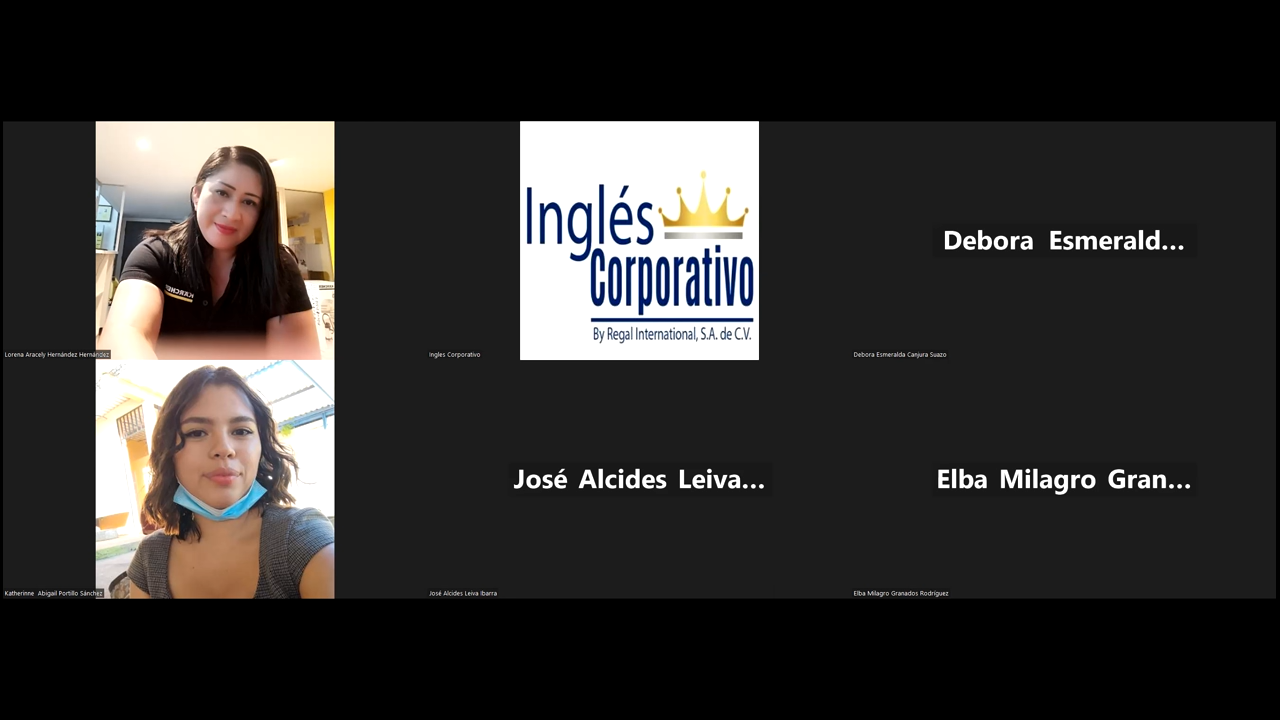 Lorena Aracely Hernández Hernández
Inglés
Corporativo
By Regal International, S.A. de C.V.
Ingles Corporativo
Debora Esmerald...
Debora Esmeralda Canjura Suazo
Katherinne Abigail Portillo Sánchez
José Alcides Leiva...
José Alcides Leiva Ibarra
Elba Milagro Gran...
Elba Milagro Granados Rodríguez